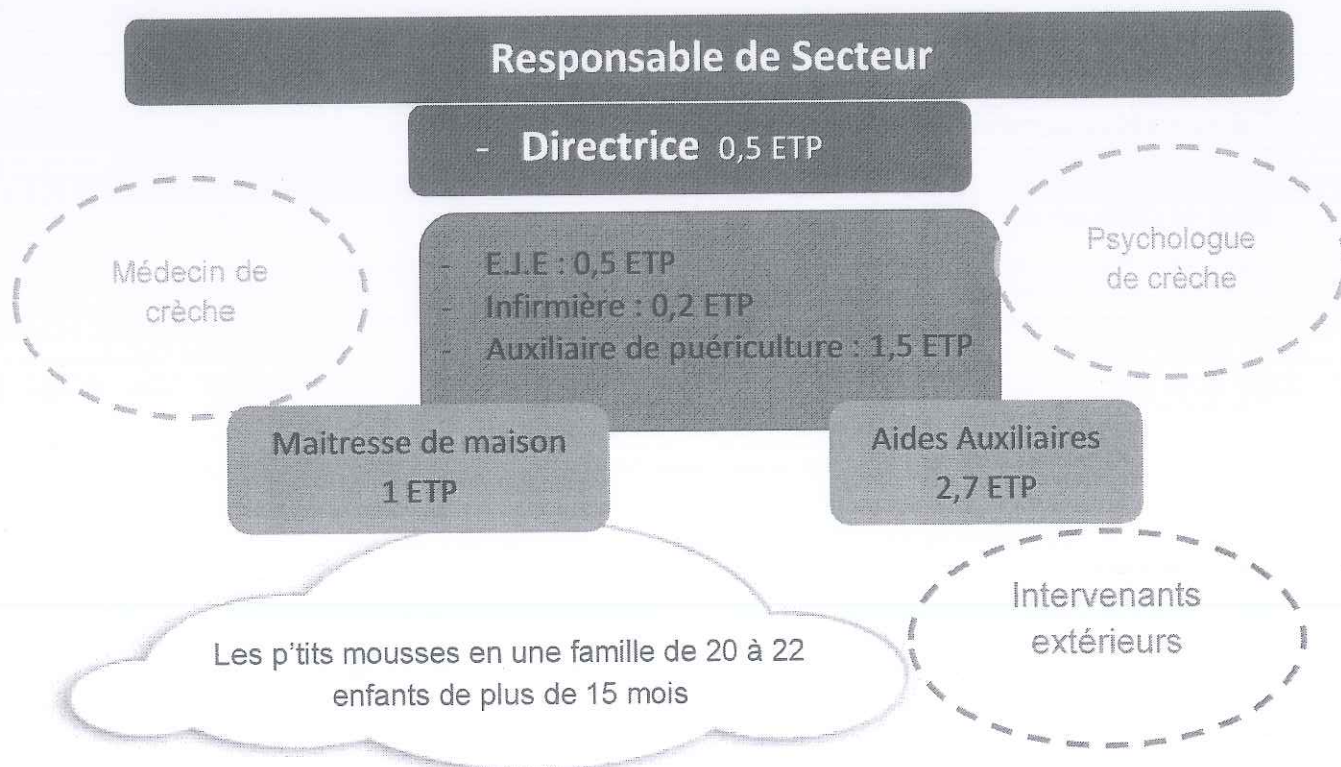 Responsable de Secteur
- Directrice 0,5 ETP
Médecin de
crèche
- E.J.E : 0,5 ETP
- Infirmière : 0,2 ETP
- Auxiliaire de puériculture : 1,5 ETP
Psychologue
de crèche
Maitresse de maison
1 ETP
Aides Auxiliaires
2,7 ETP
Les p'tits mousses en une famille de 20 à 22
enfants de plus de 15 mois
Intervenants
extérieurs